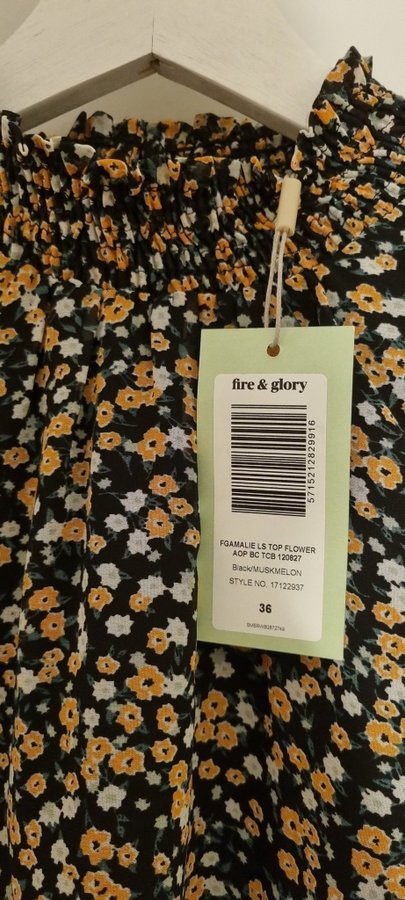 fire & glory
5715212829916
FGAMALIE LS TOP FLOWER
AOP BC TCB 120827
Black/MUSKMELON
STYLE NO. 17122937
36